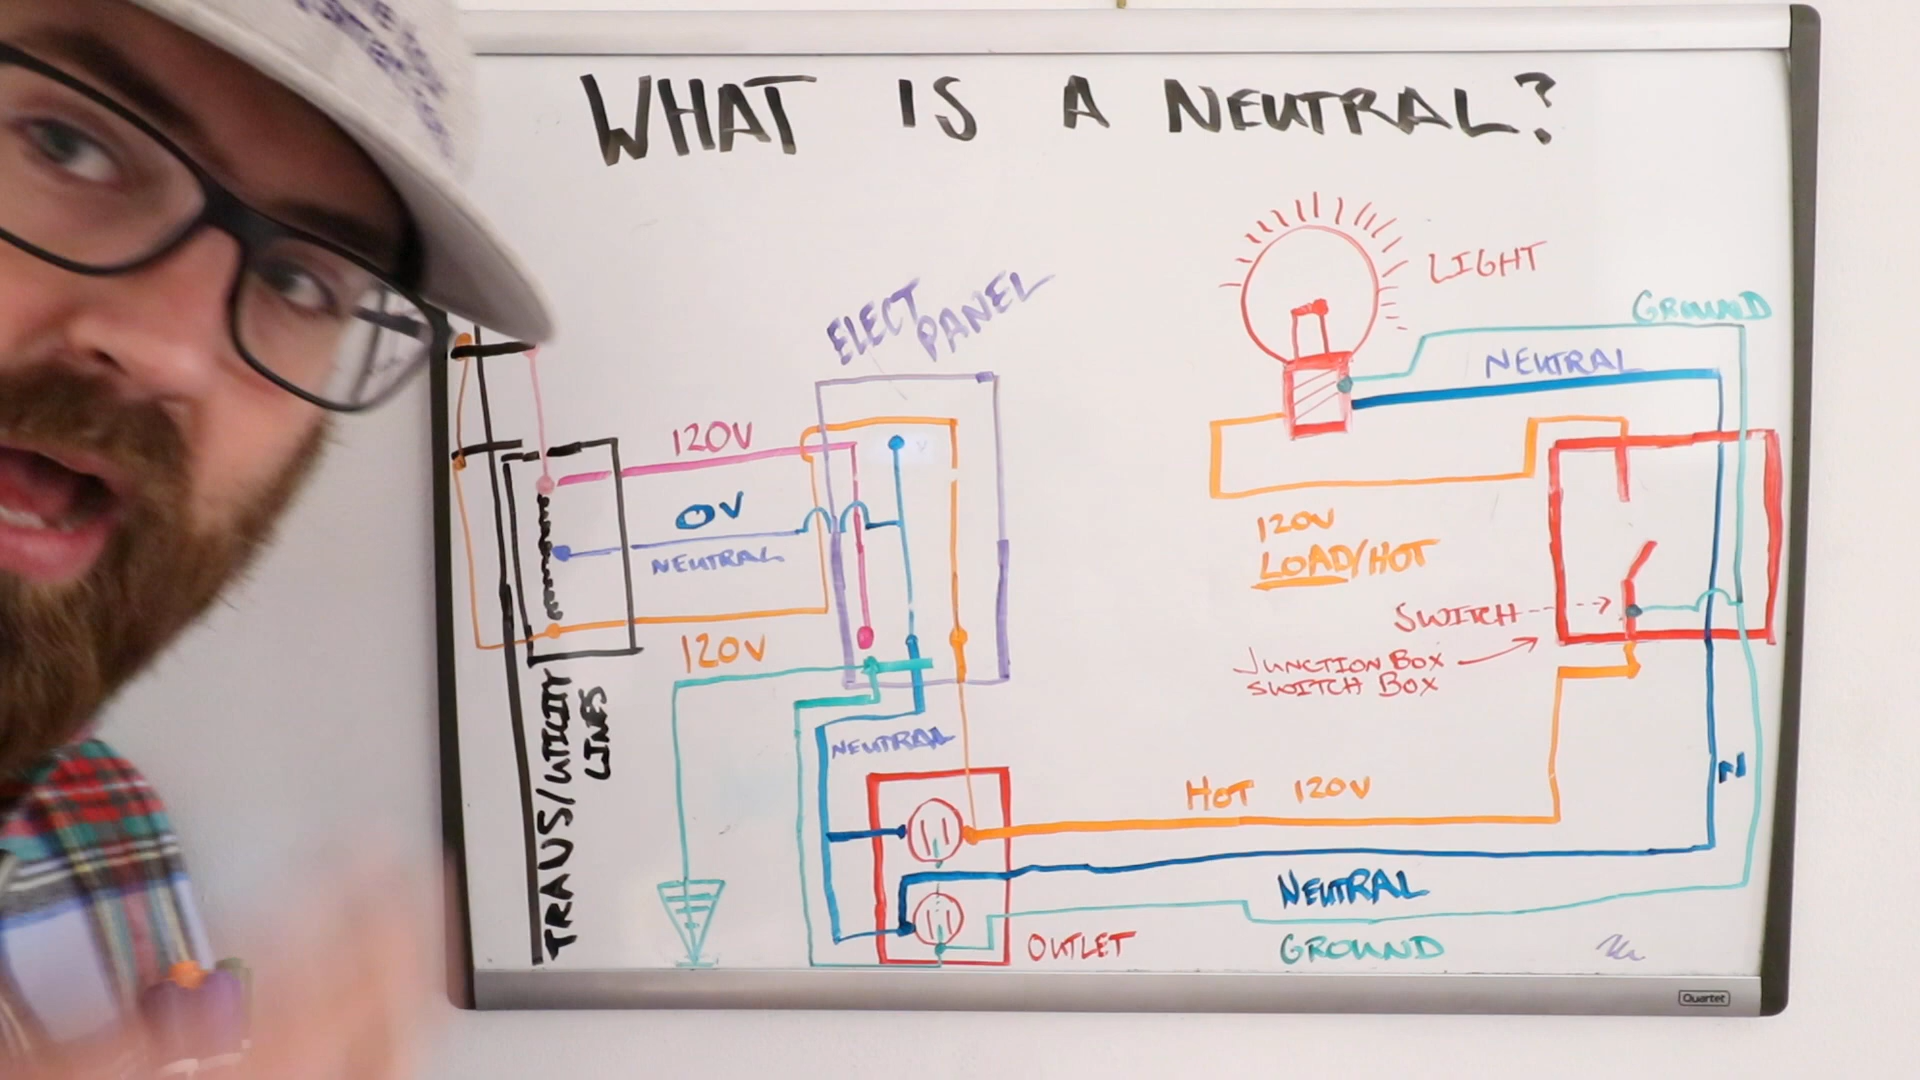 WHAT IS A NEUTRAL?
LIGHT
ELECT
PANEL
GROUND
NEUTRAL
120V
0V
NEUTRAL
120V
120V
LOAD/HOT
SWITCH
JUNCTION BOX
SWITCH BOX
TRANS/UTILITY
LINES
NEUTRAL
HOT 120V
N
NEUTRAL
OUTLET
GROUND
Quartet